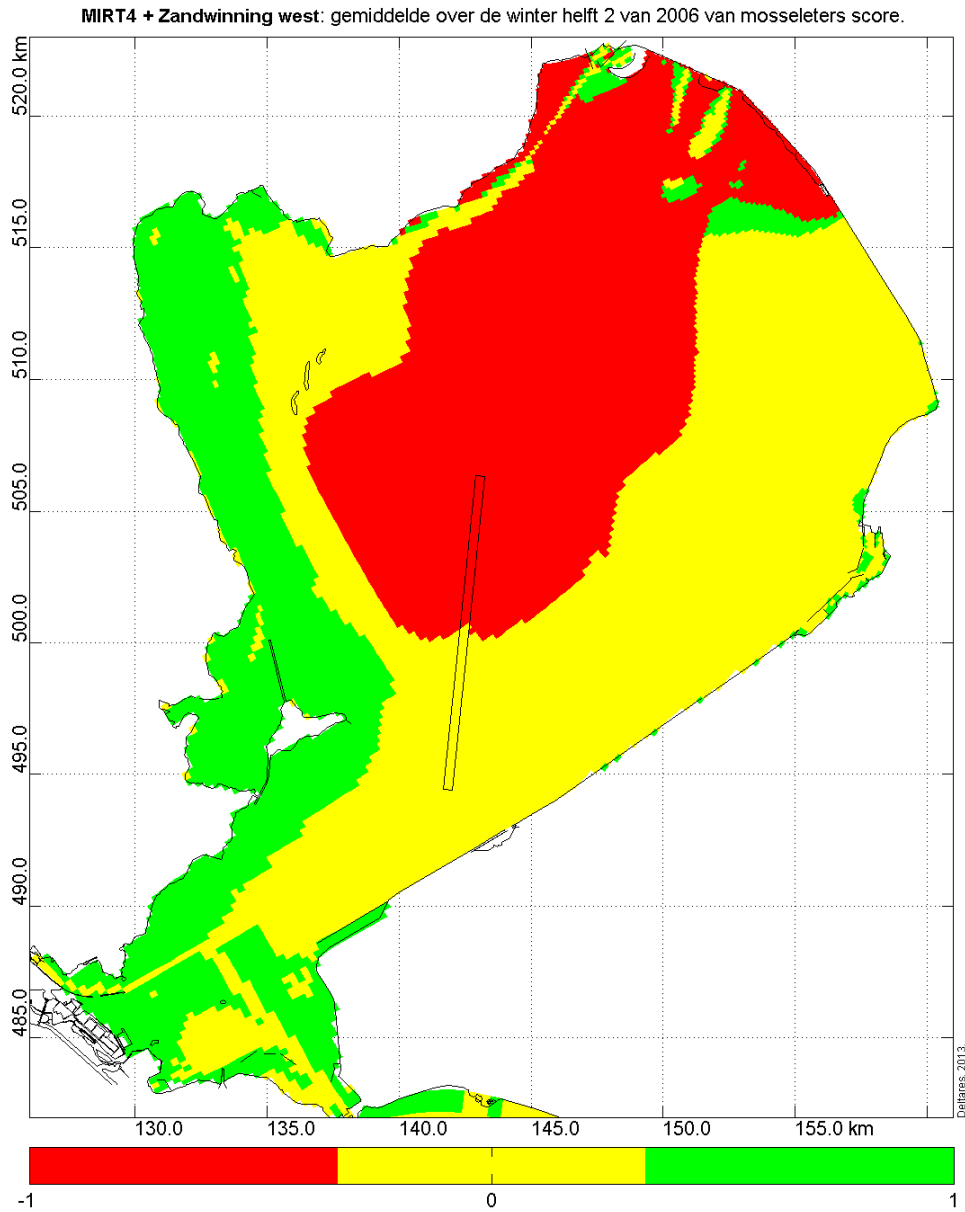 MIRT4 + Zandwinning west: gemiddelde over de winter helft 2 van 2006 van mosseleters score.
520.0 km
515.0
510.0
505.0
500.0
495.0
490.0
485.0
130.0 135.0 140.0 145.0 150.0 155.0 km
Deltares, 2013.
-1 0 1